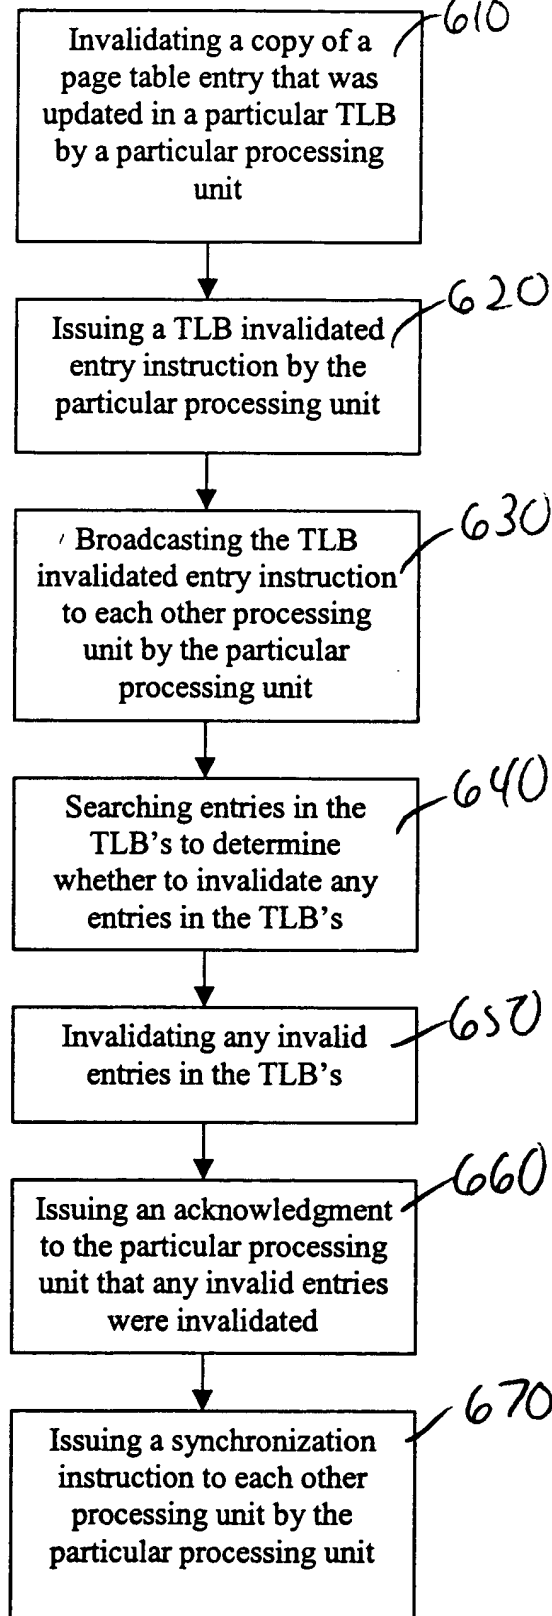 610
Invalidating a copy of a
page table entry that was
updated in a particular TLB
by a particular processing
unit
620
Issuing a TLB invalidated
entry instruction by the
particular processing unit
630
Broadcasting the TLB
invalidated entry instruction
to each other processing
unit by the particular
processing unit
640
Searching entries in the
TLB's to determine
whether to invalidate any
entries in the TLB's
650
Invalidating any invalid
entries in the TLB's
660
Issuing an acknowledgment
to the particular processing
unit that any invalid entries
were invalidated
670
Issuing a synchronization
instruction to each other
processing unit by the
particular processing unit